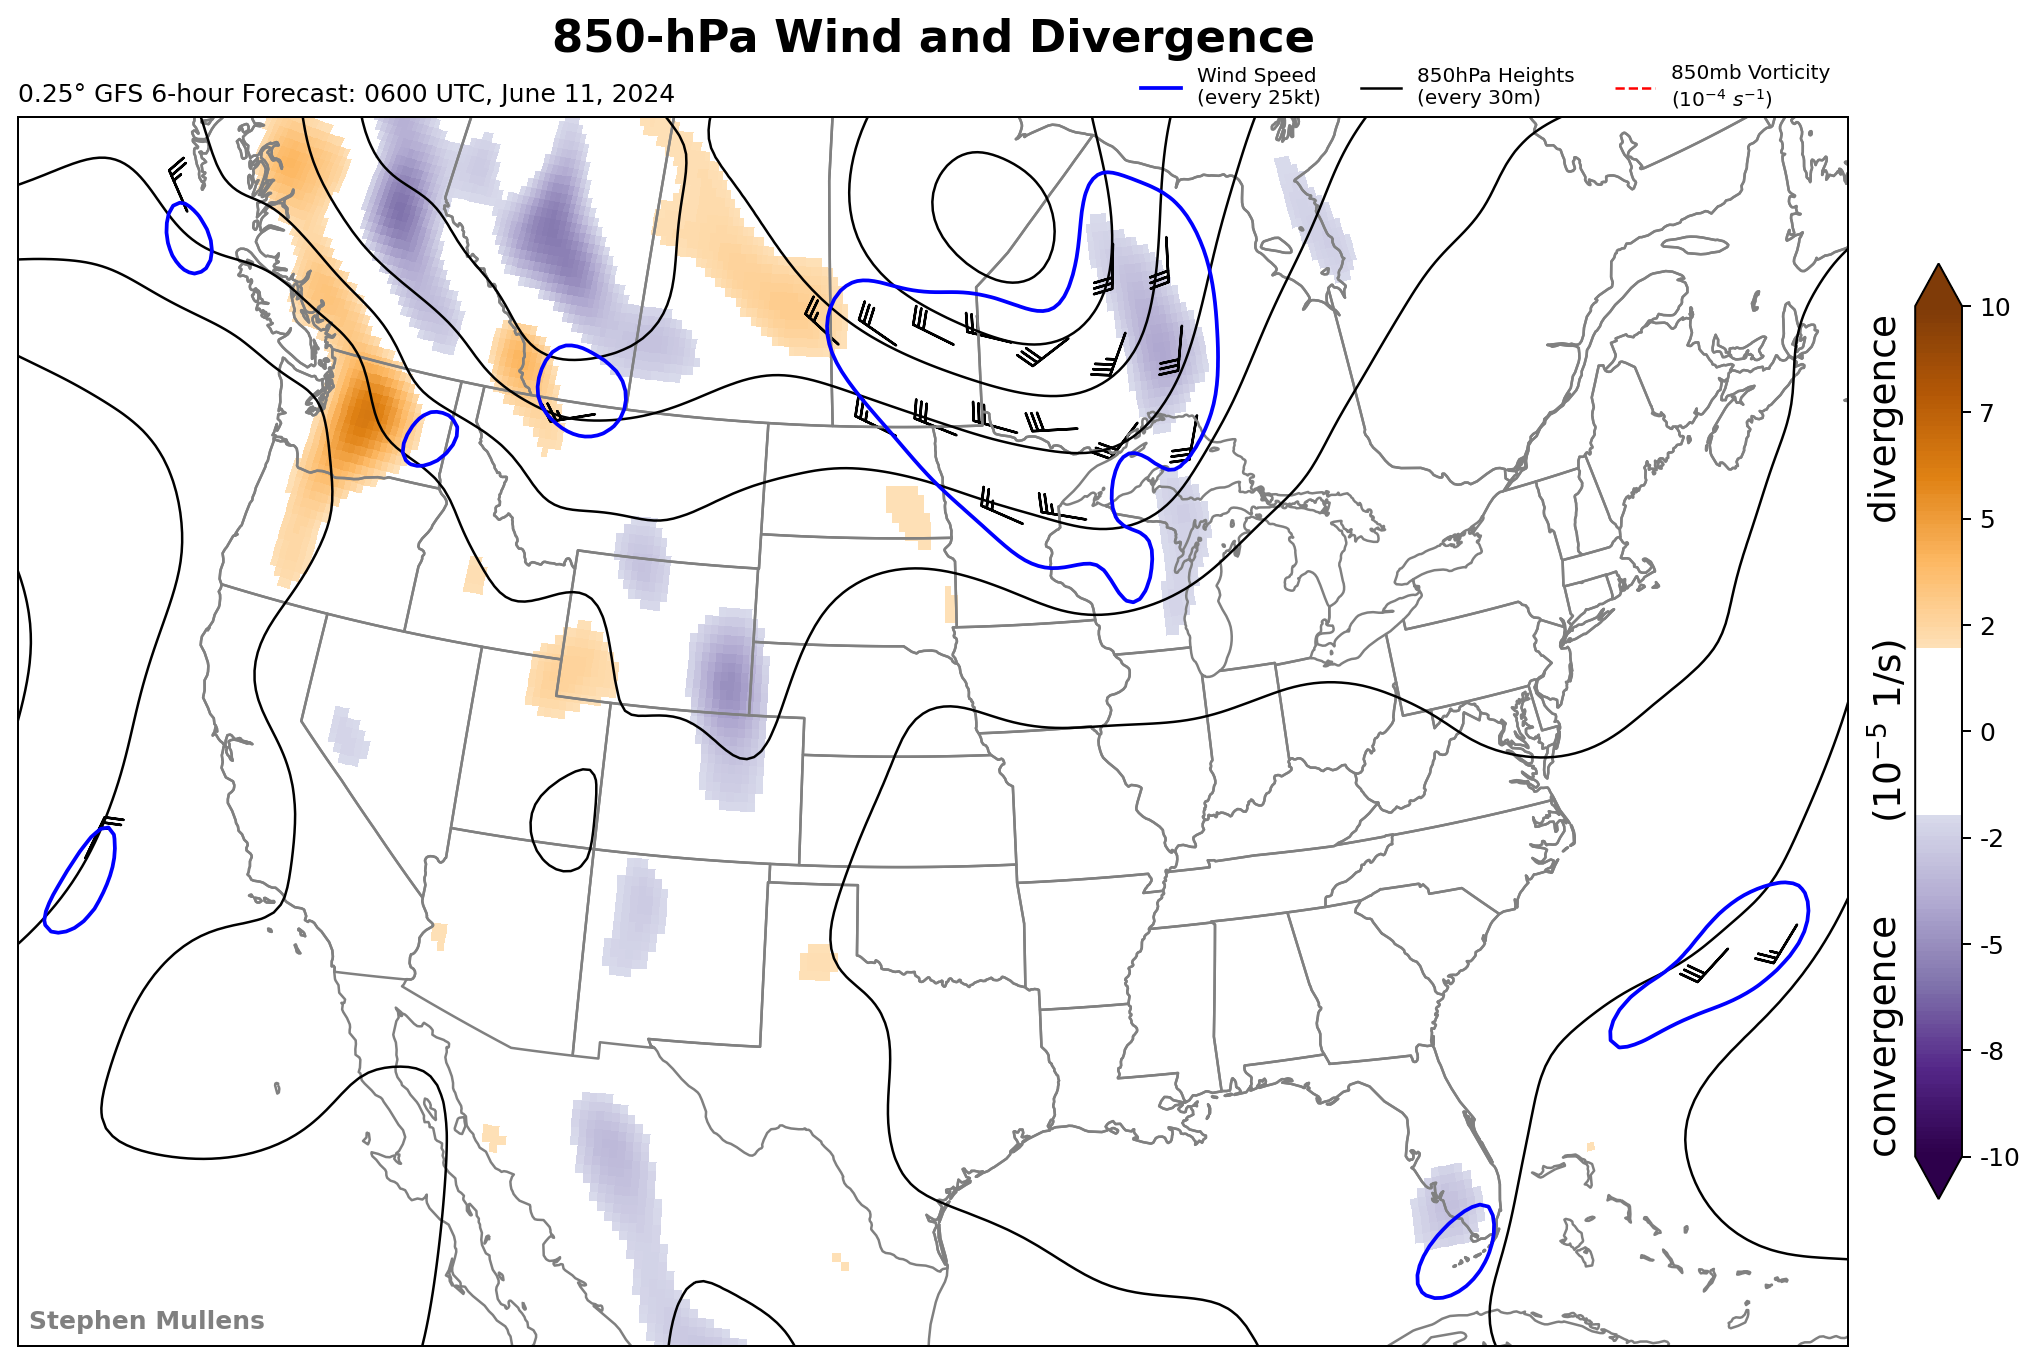 850-hPa Wind and Divergence
0.25° GFS 6-hour Forecast: 0600 UTC, June 11, 2024
Wind Speed
(every 25kt)
850hPa Heights
(every 30m)
850mb Vorticity
(10⁻⁴ s⁻¹)
10
7
5
2
0
-2
-5
-8
-10
convergence (10⁻⁵ 1/s) divergence
Stephen Mullens